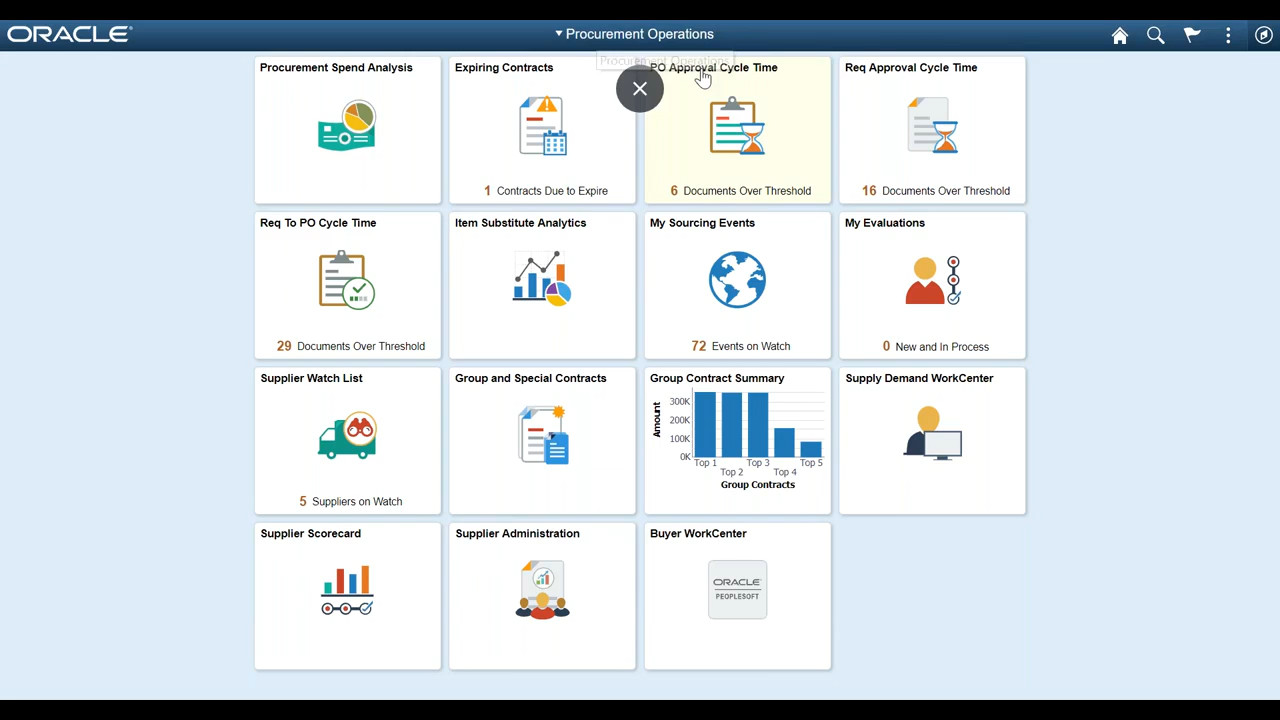 ORACLE
Procurement Operations
Procurement Operations
Procurement Spend Analysis
Expiring Contracts
1 Contracts Due to Expire
PO Approval Cycle Time
6 Documents Over Threshold
Req Approval Cycle Time
16 Documents Over Threshold
Req To PO Cycle Time
29 Documents Over Threshold
Item Substitute Analytics
My Sourcing Events
72 Events on Watch
My Evaluations
0 New and In Process
Supplier Watch List
5 Suppliers on Watch
Group and Special Contracts
Group Contract Summary
Amount
300K
200K
100K
0K
Top 1
Top 2
Top 3
Top 4
Top 5
Group Contracts
Supply Demand WorkCenter
Supplier Scorecard
Supplier Administration
Buyer WorkCenter
ORACLE
PEOPLESOFT